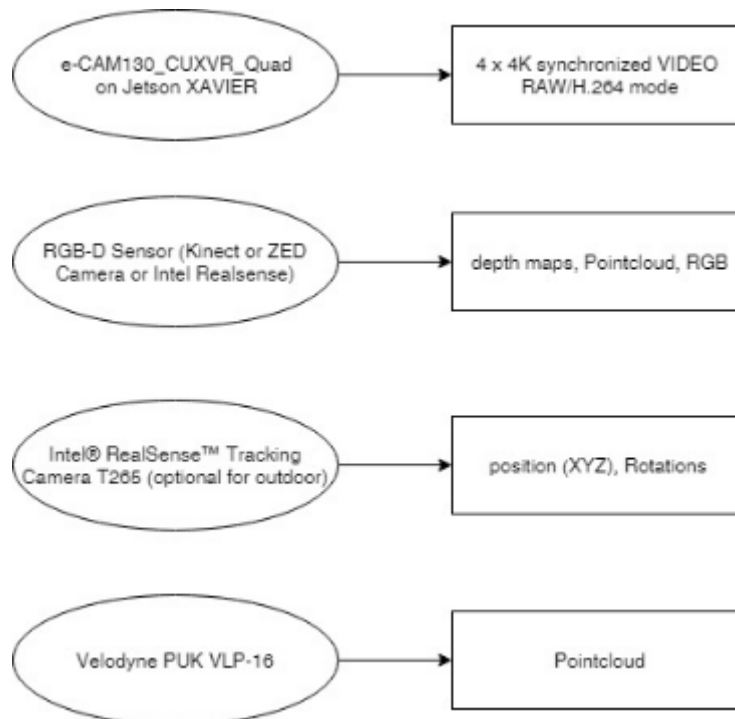 e-CAM130_CUXVR_Quad
on Jetson XAVIER
4 x 4K synchronized VIDEO
RAW/H.264 mode
RGB-D Sensor (Kinect or ZED
Camera or Intel Realsense)
depth maps, Pointcloud, RGB
Intel® RealSense™ Tracking
Camera T265 (optional for outdoor)
position (XYZ), Rotations
Velodyne PUK VLP-16
Pointcloud